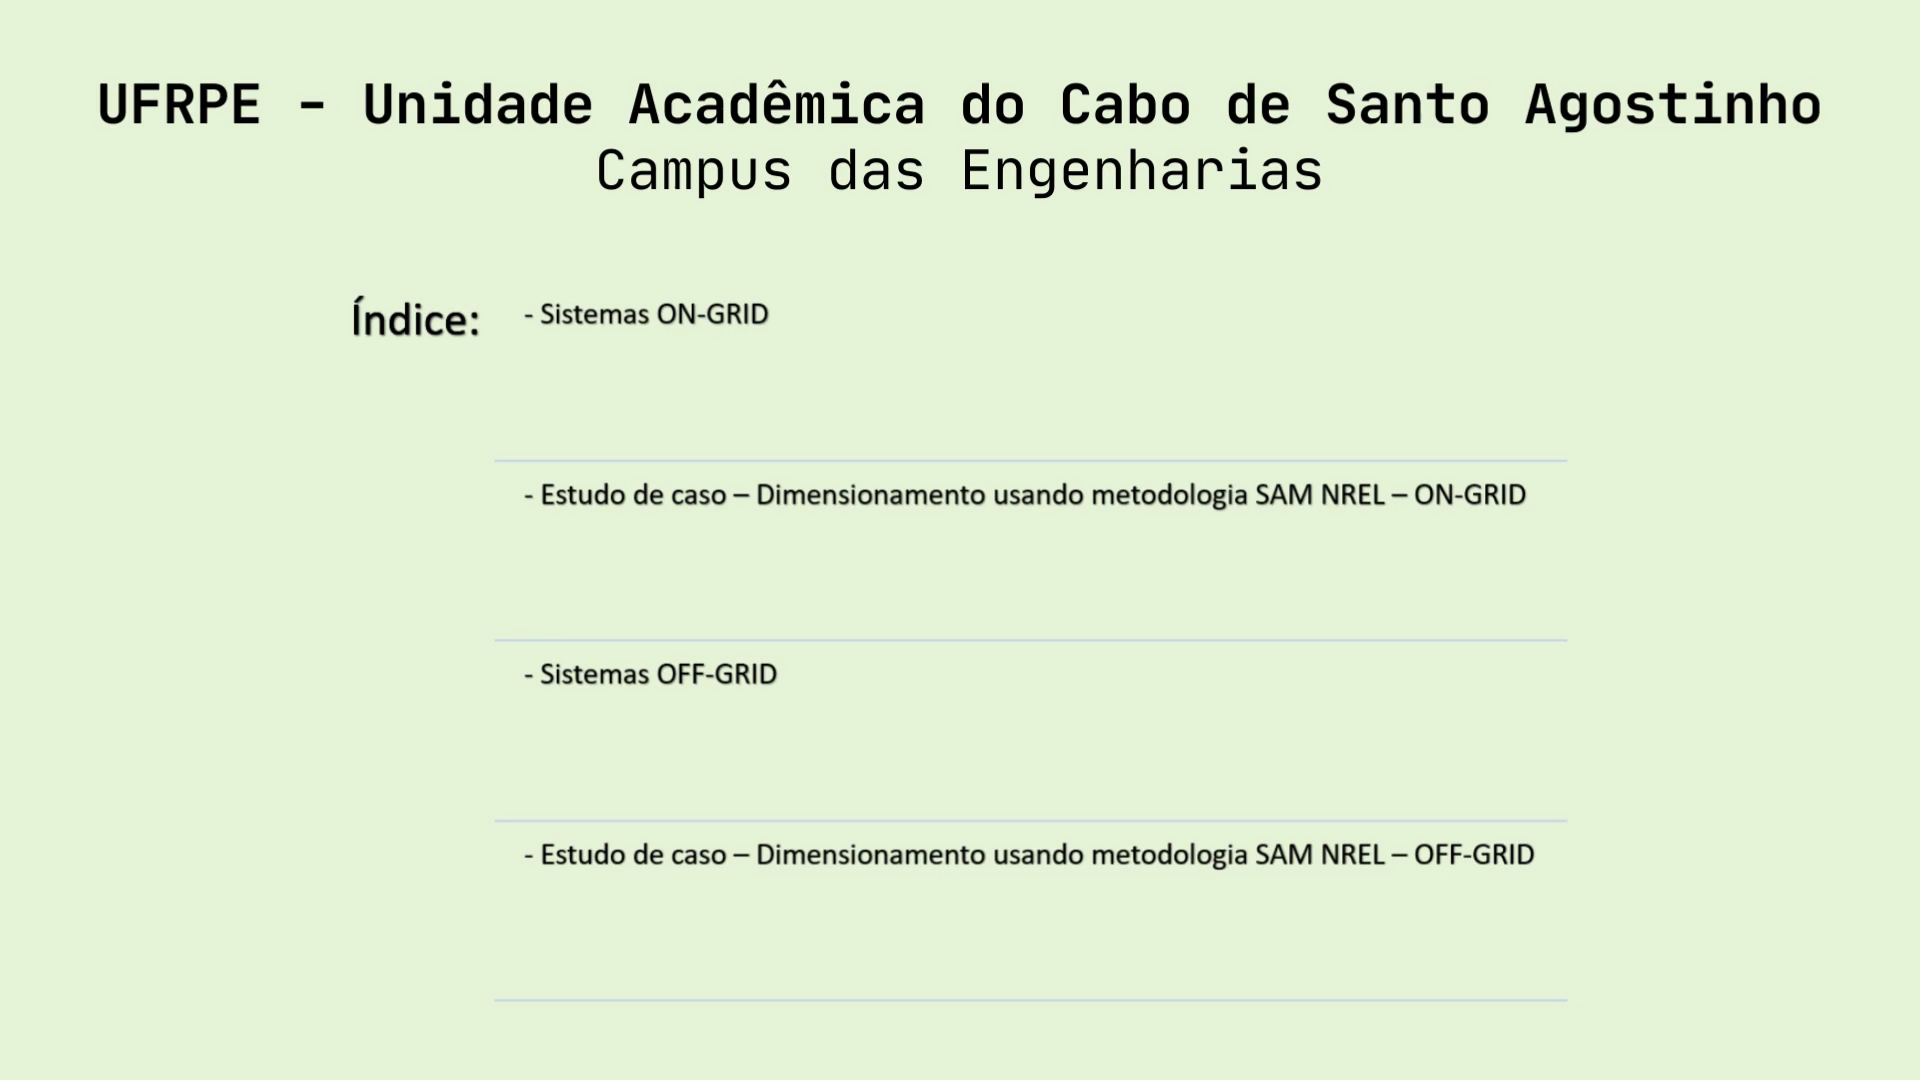 UFRPE - Unidade Acadêmica do Cabo de Santo Agostinho
Campus das Engenharias
Índice:
- Sistemas ON-GRID
- Estudo de caso – Dimensionamento usando metodologia SAM NREL – ON-GRID
- Sistemas OFF-GRID
- Estudo de caso – Dimensionamento usando metodologia SAM NREL – OFF-GRID